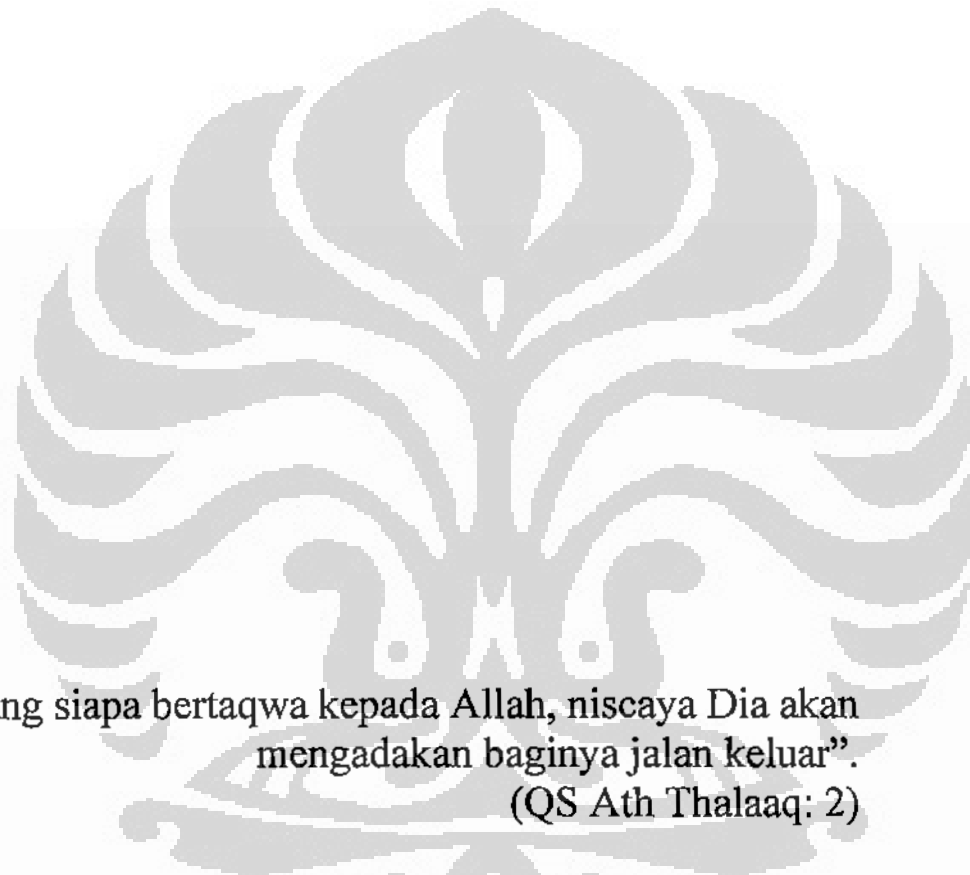 ng siapa bertaqwa kepada Allah, niscaya Dia akan
mengadakan baginya jalan keluar”.
(QS Ath Thalaaq: 2)